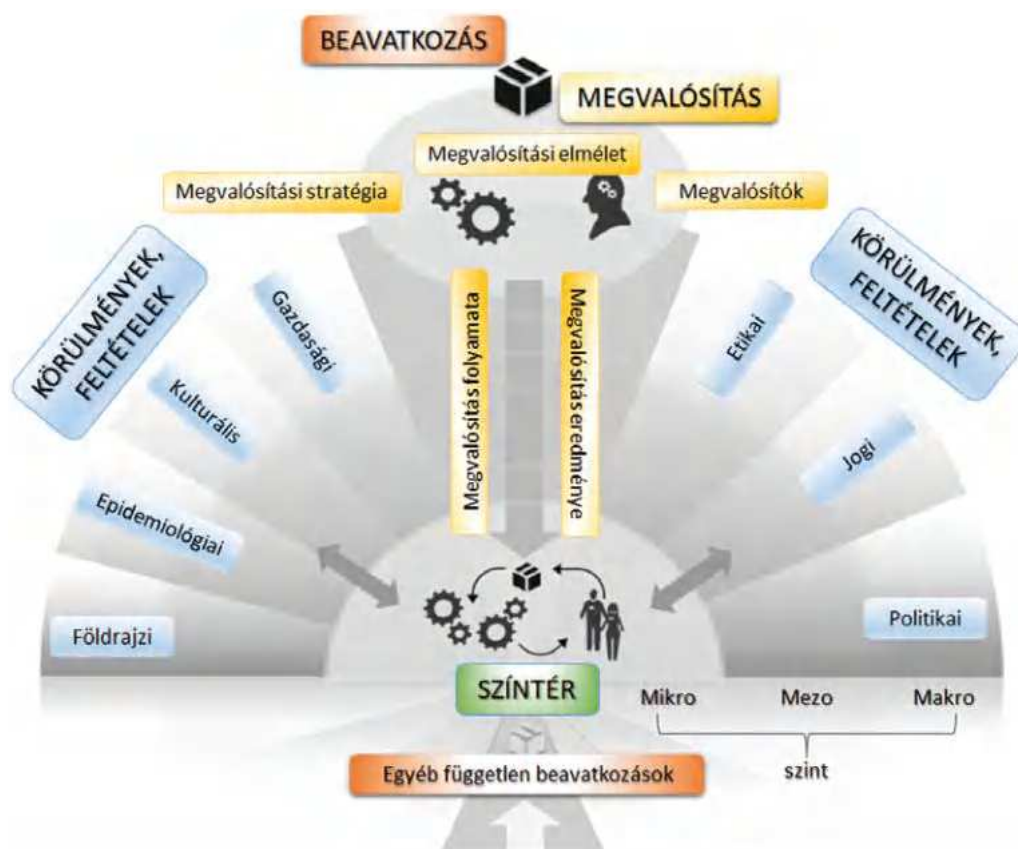 BEAVATKOZÁS
MEGVALÓSÍTÁS
Megvalósítási elmélet
Megvalósítási stratégia
Megvalósítók
KÖRÜLMÉNYEK,
FELTÉTELEK
KÖRÜLMÉNYEK,
FELTÉTELEK
Gazdasági
Kulturális
Epidemiológiai
Földrajzi
Megvalósítás folyamata
Megvalósítás eredménye
Etikai
Jogi
Politikai
SZÍNTÉR
Mikro Mezo Makro
szint
Egyéb független beavatkozások